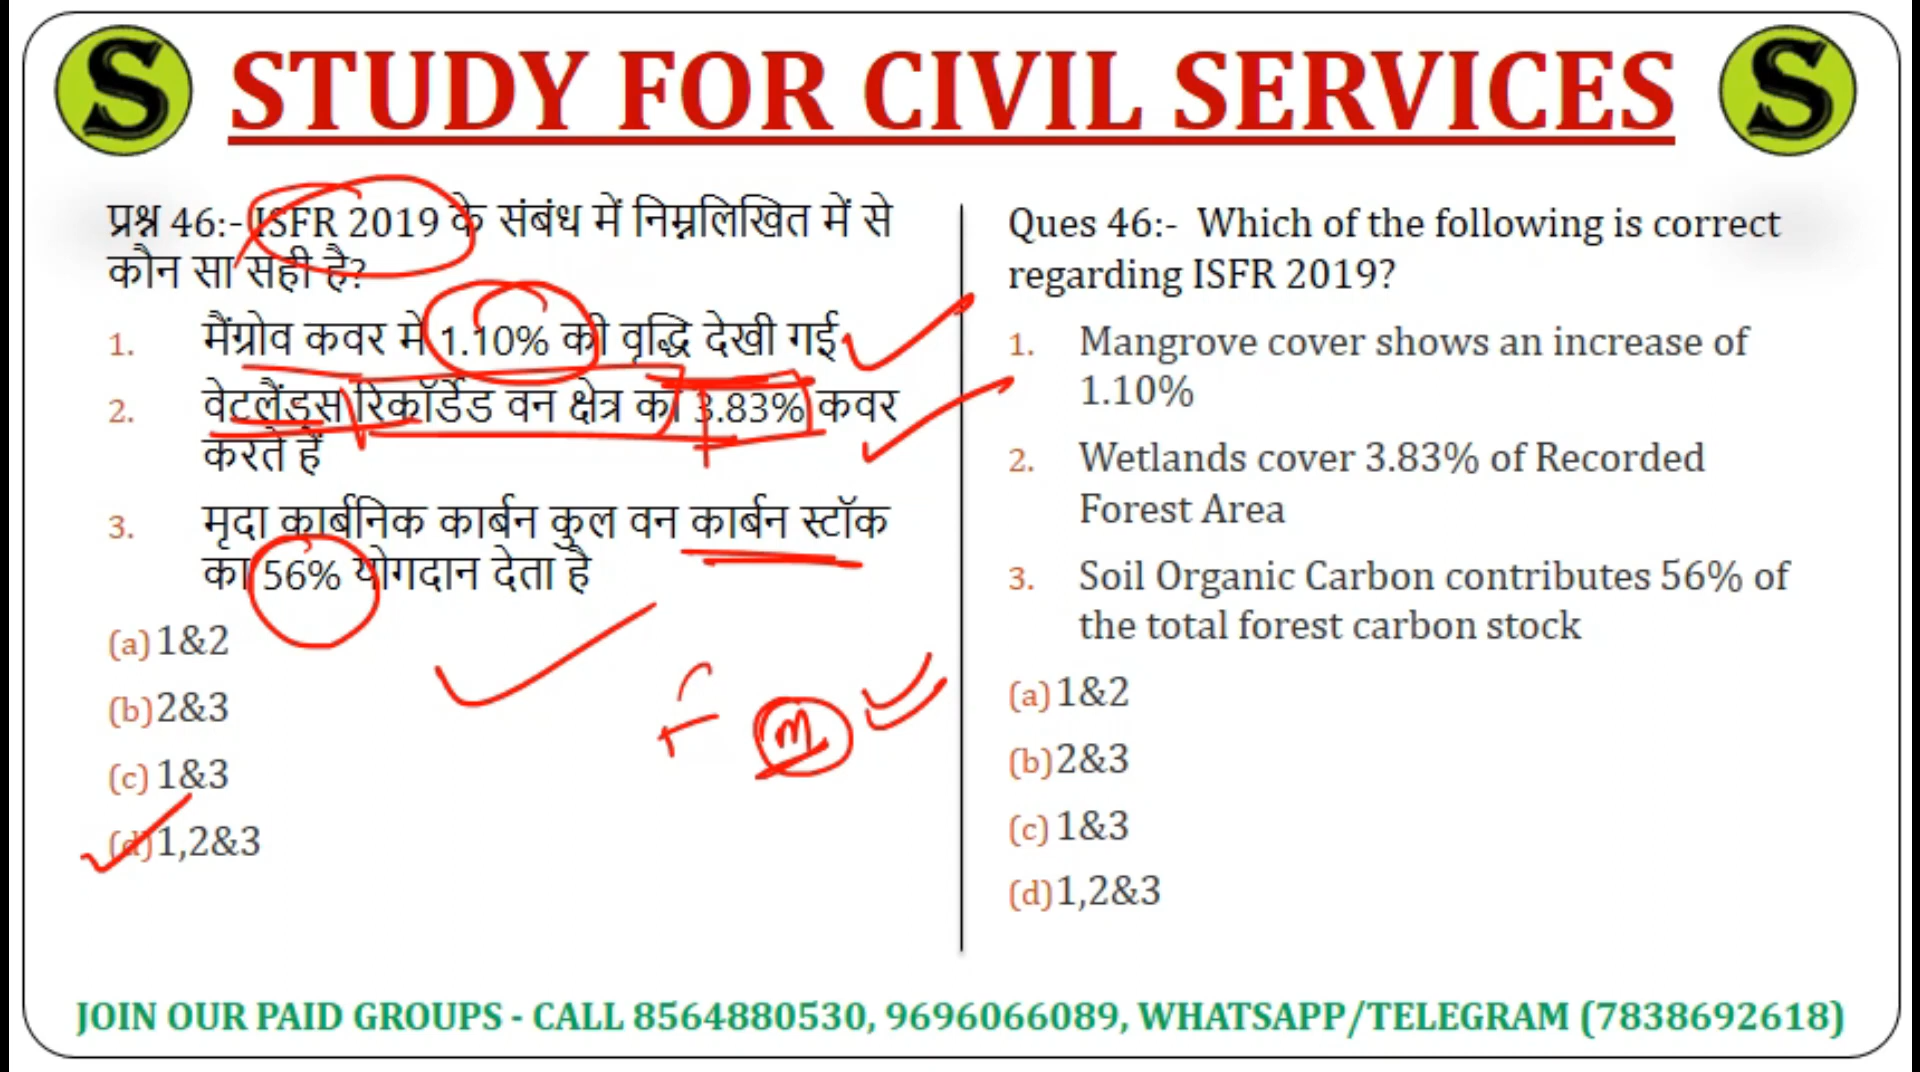 S STUDY FOR CIVIL SERVICES S
प्रश्न 46:- ISFR 2019 के संबंध में निम्नलिखित में से
कौन सा सही है?
1. मैंग्रोव कवर में 1.10% की वृद्धि देखी गई
2. वेटलैंड्स रिकॉर्डेड वन क्षेत्र का 3.83% कवर
करते हैं
3. मृदा कार्बनिक कार्बन कुल वन कार्बन स्टॉक
का 56% योगदान देता है
(a) 1&2
(b) 2&3
(c) 1&3
(d) 1,2&3
m
Ques 46:- Which of the following is correct
regarding ISFR 2019?
1. Mangrove cover shows an increase of
1.10%
2. Wetlands cover 3.83% of Recorded
Forest Area
3. Soil Organic Carbon contributes 56% of
the total forest carbon stock
(a) 1&2
(b) 2&3
(c) 1&3
(d) 1,2&3
JOIN OUR PAID GROUPS - CALL 8564880530, 9696066089, WHATSAPP/TELEGRAM (7838692618)